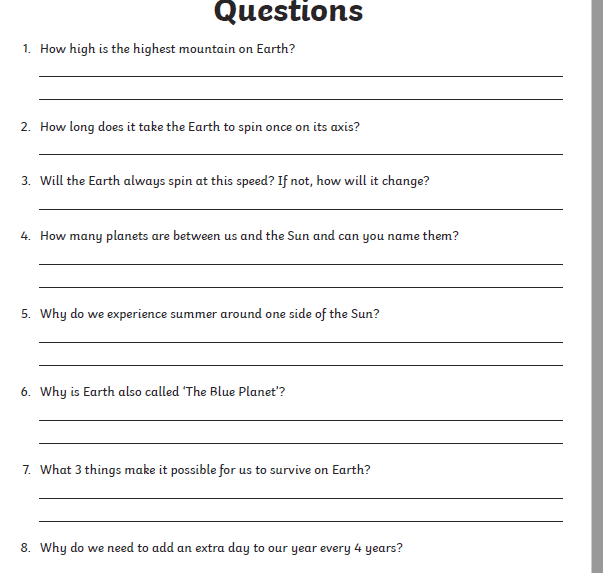 Questions
1. How high is the highest mountain on Earth?
2. How long does it take the Earth to spin once on its axis?
3. Will the Earth always spin at this speed? If not, how will it change?
4. How many planets are between us and the Sun and can you name them?
5. Why do we experience summer around one side of the Sun?
6. Why is Earth also called ‘The Blue Planet’?
7. What 3 things make it possible for us to survive on Earth?
8. Why do we need to add an extra day to our year every 4 years?